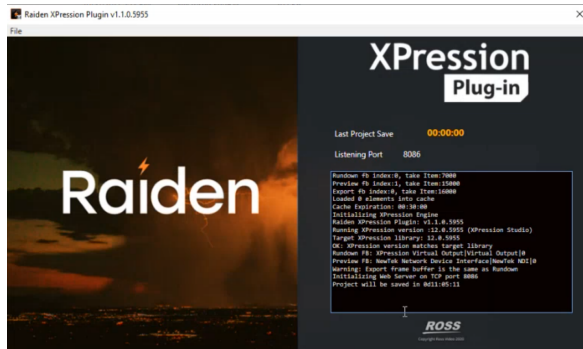 Raiden XPression Plugin v1.1.0.5955
File
XPression
Plug-in
Raiden
Last Project Save 00:00:00
Listening Port 8086
Rundown fb index:0, take Item:7000
Preview fb index:1, take Item:15000
Export fb index:0, take Item:16000
Loaded 0 elements into cache
Cache Expiration: 00:30:00
Initializing XPression Engine
Raiden XPression Plugin: v1.1.0.5955
Running XPression version :12.0.5955 (XPression Studio)
Target XPression library: 12.0.5955
OK: XPression version matches target library
Rundown FB: XPression Virtual Output|Virtual Output|0
Preview FB: NewTek Network Device Interface|NewTek NDI|0
Warning: Export frame buffer is the same as Rundown
Initializing Web Server on TCP port 8086
Project will be saved in 0d11:05:11
ROSS
Copyright Ross Video 2023